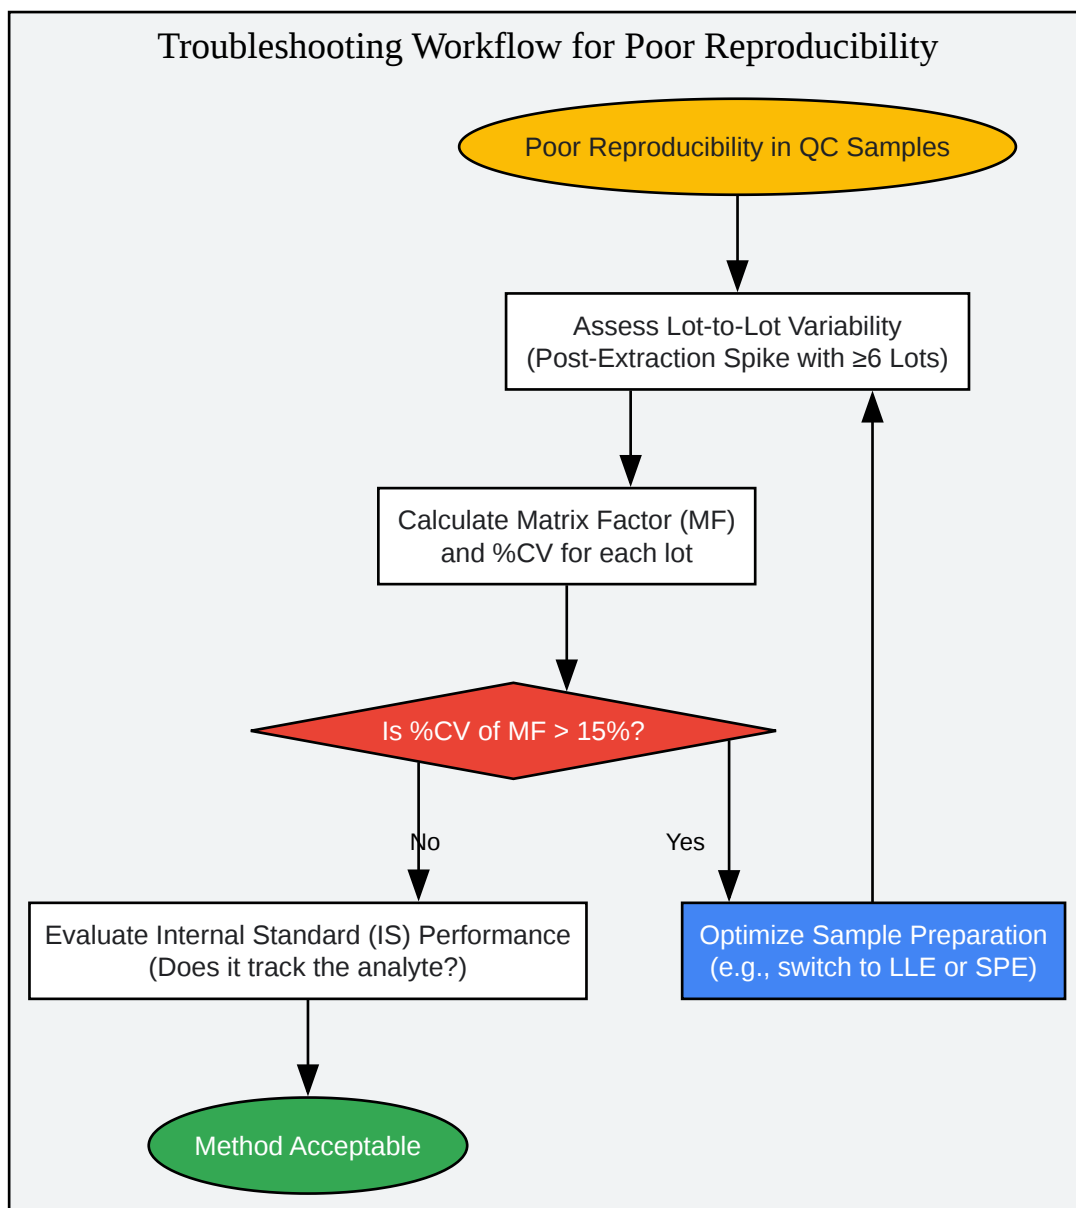 Troubleshooting Workflow for Poor Reproducibility
Poor Reproducibility in QC Samples
Assess Lot-to-Lot Variability
(Post-Extraction Spike with ≥6 Lots)
Calculate Matrix Factor (MF)
and %CV for each lot
Is %CV of MF > 15%?
No
Yes
Evaluate Internal Standard (IS) Performance
(Does it track the analyte?)
Optimize Sample Preparation
(e.g., switch to LLE or SPE)
Method Acceptable